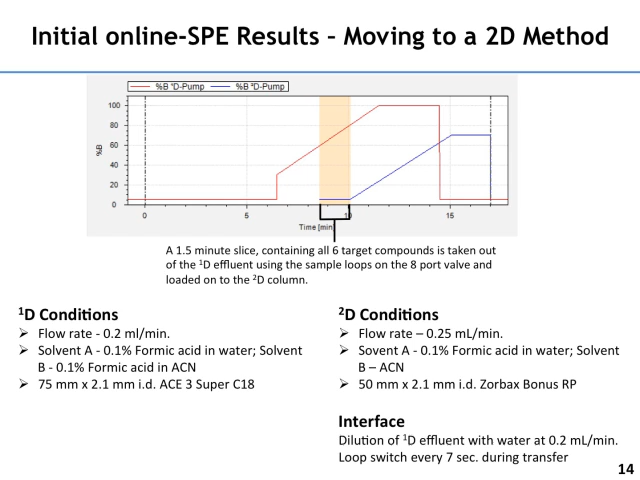 Initial online-SPE Results – Moving to a 2D Method
%B ¹D-Pump %B ²D-Pump
100
80
60
40
20
0
%B
0 5 10 15
Time [min]
A 1.5 minute slice, containing all 6 target compounds is taken out
of the ¹D effluent using the sample loops on the 8 port valve and
loaded on to the ²D column.
¹D Conditions
➢ Flow rate - 0.2 ml/min.
➢ Solvent A - 0.1% Formic acid in water; Solvent
B - 0.1% Formic acid in ACN
➢ 75 mm x 2.1 mm i.d. ACE 3 Super C18
²D Conditions
➢ Flow rate – 0.25 mL/min.
➢ Sovent A - 0.1% Formic acid in water; Solvent
B – ACN
➢ 50 mm x 2.1 mm i.d. Zorbax Bonus RP
Interface
Dilution of ¹D effluent with water at 0.2 mL/min.
Loop switch every 7 sec. during transfer
14